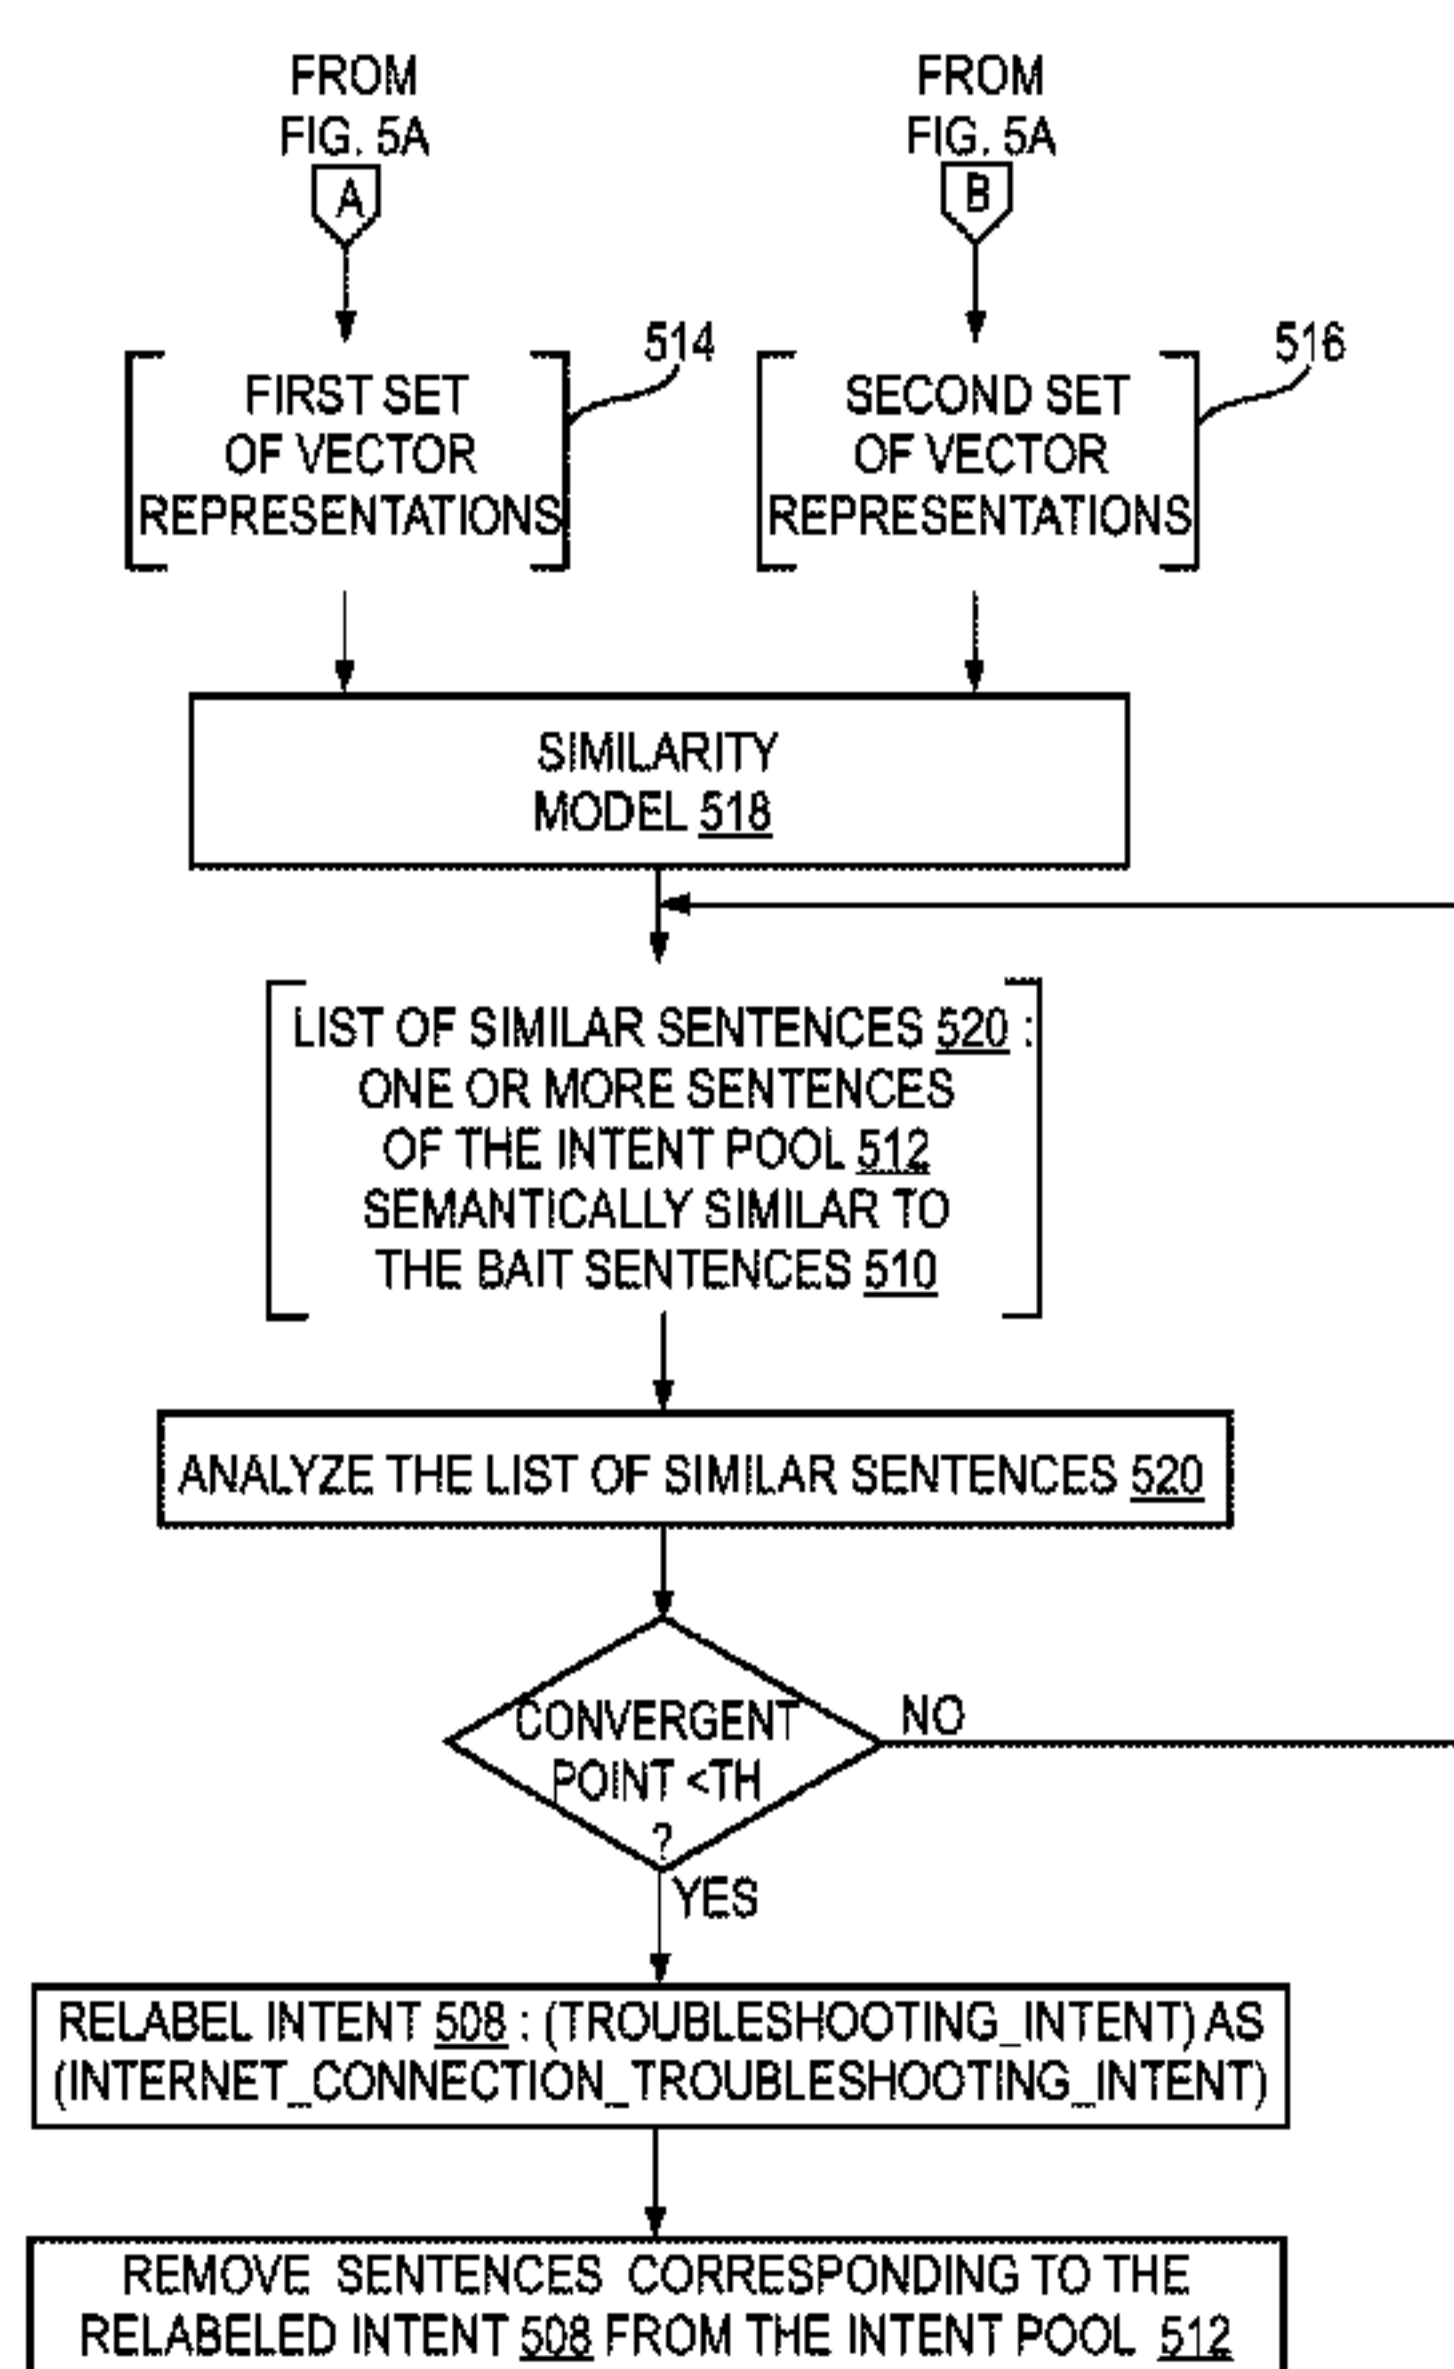 FROM
FIG. 5A
A
FROM
FIG. 5A
B
514
FIRST SET
OF VECTOR
REPRESENTATIONS
516
SECOND SET
OF VECTOR
REPRESENTATIONS
SIMILARITY
MODEL 518
LIST OF SIMILAR SENTENCES 520 :
ONE OR MORE SENTENCES
OF THE INTENT POOL 512
SEMANTICALLY SIMILAR TO
THE BAIT SENTENCES 510
ANALYZE THE LIST OF SIMILAR SENTENCES 520
CONVERGENT
POINT <TH
?
NO
YES
RELABEL INTENT 508 : (TROUBLESHOOTING_INTENT) AS
(INTERNET_CONNECTION_TROUBLESHOOTING_INTENT)
REMOVE SENTENCES CORRESPONDING TO THE
RELABELED INTENT 508 FROM THE INTENT POOL 512